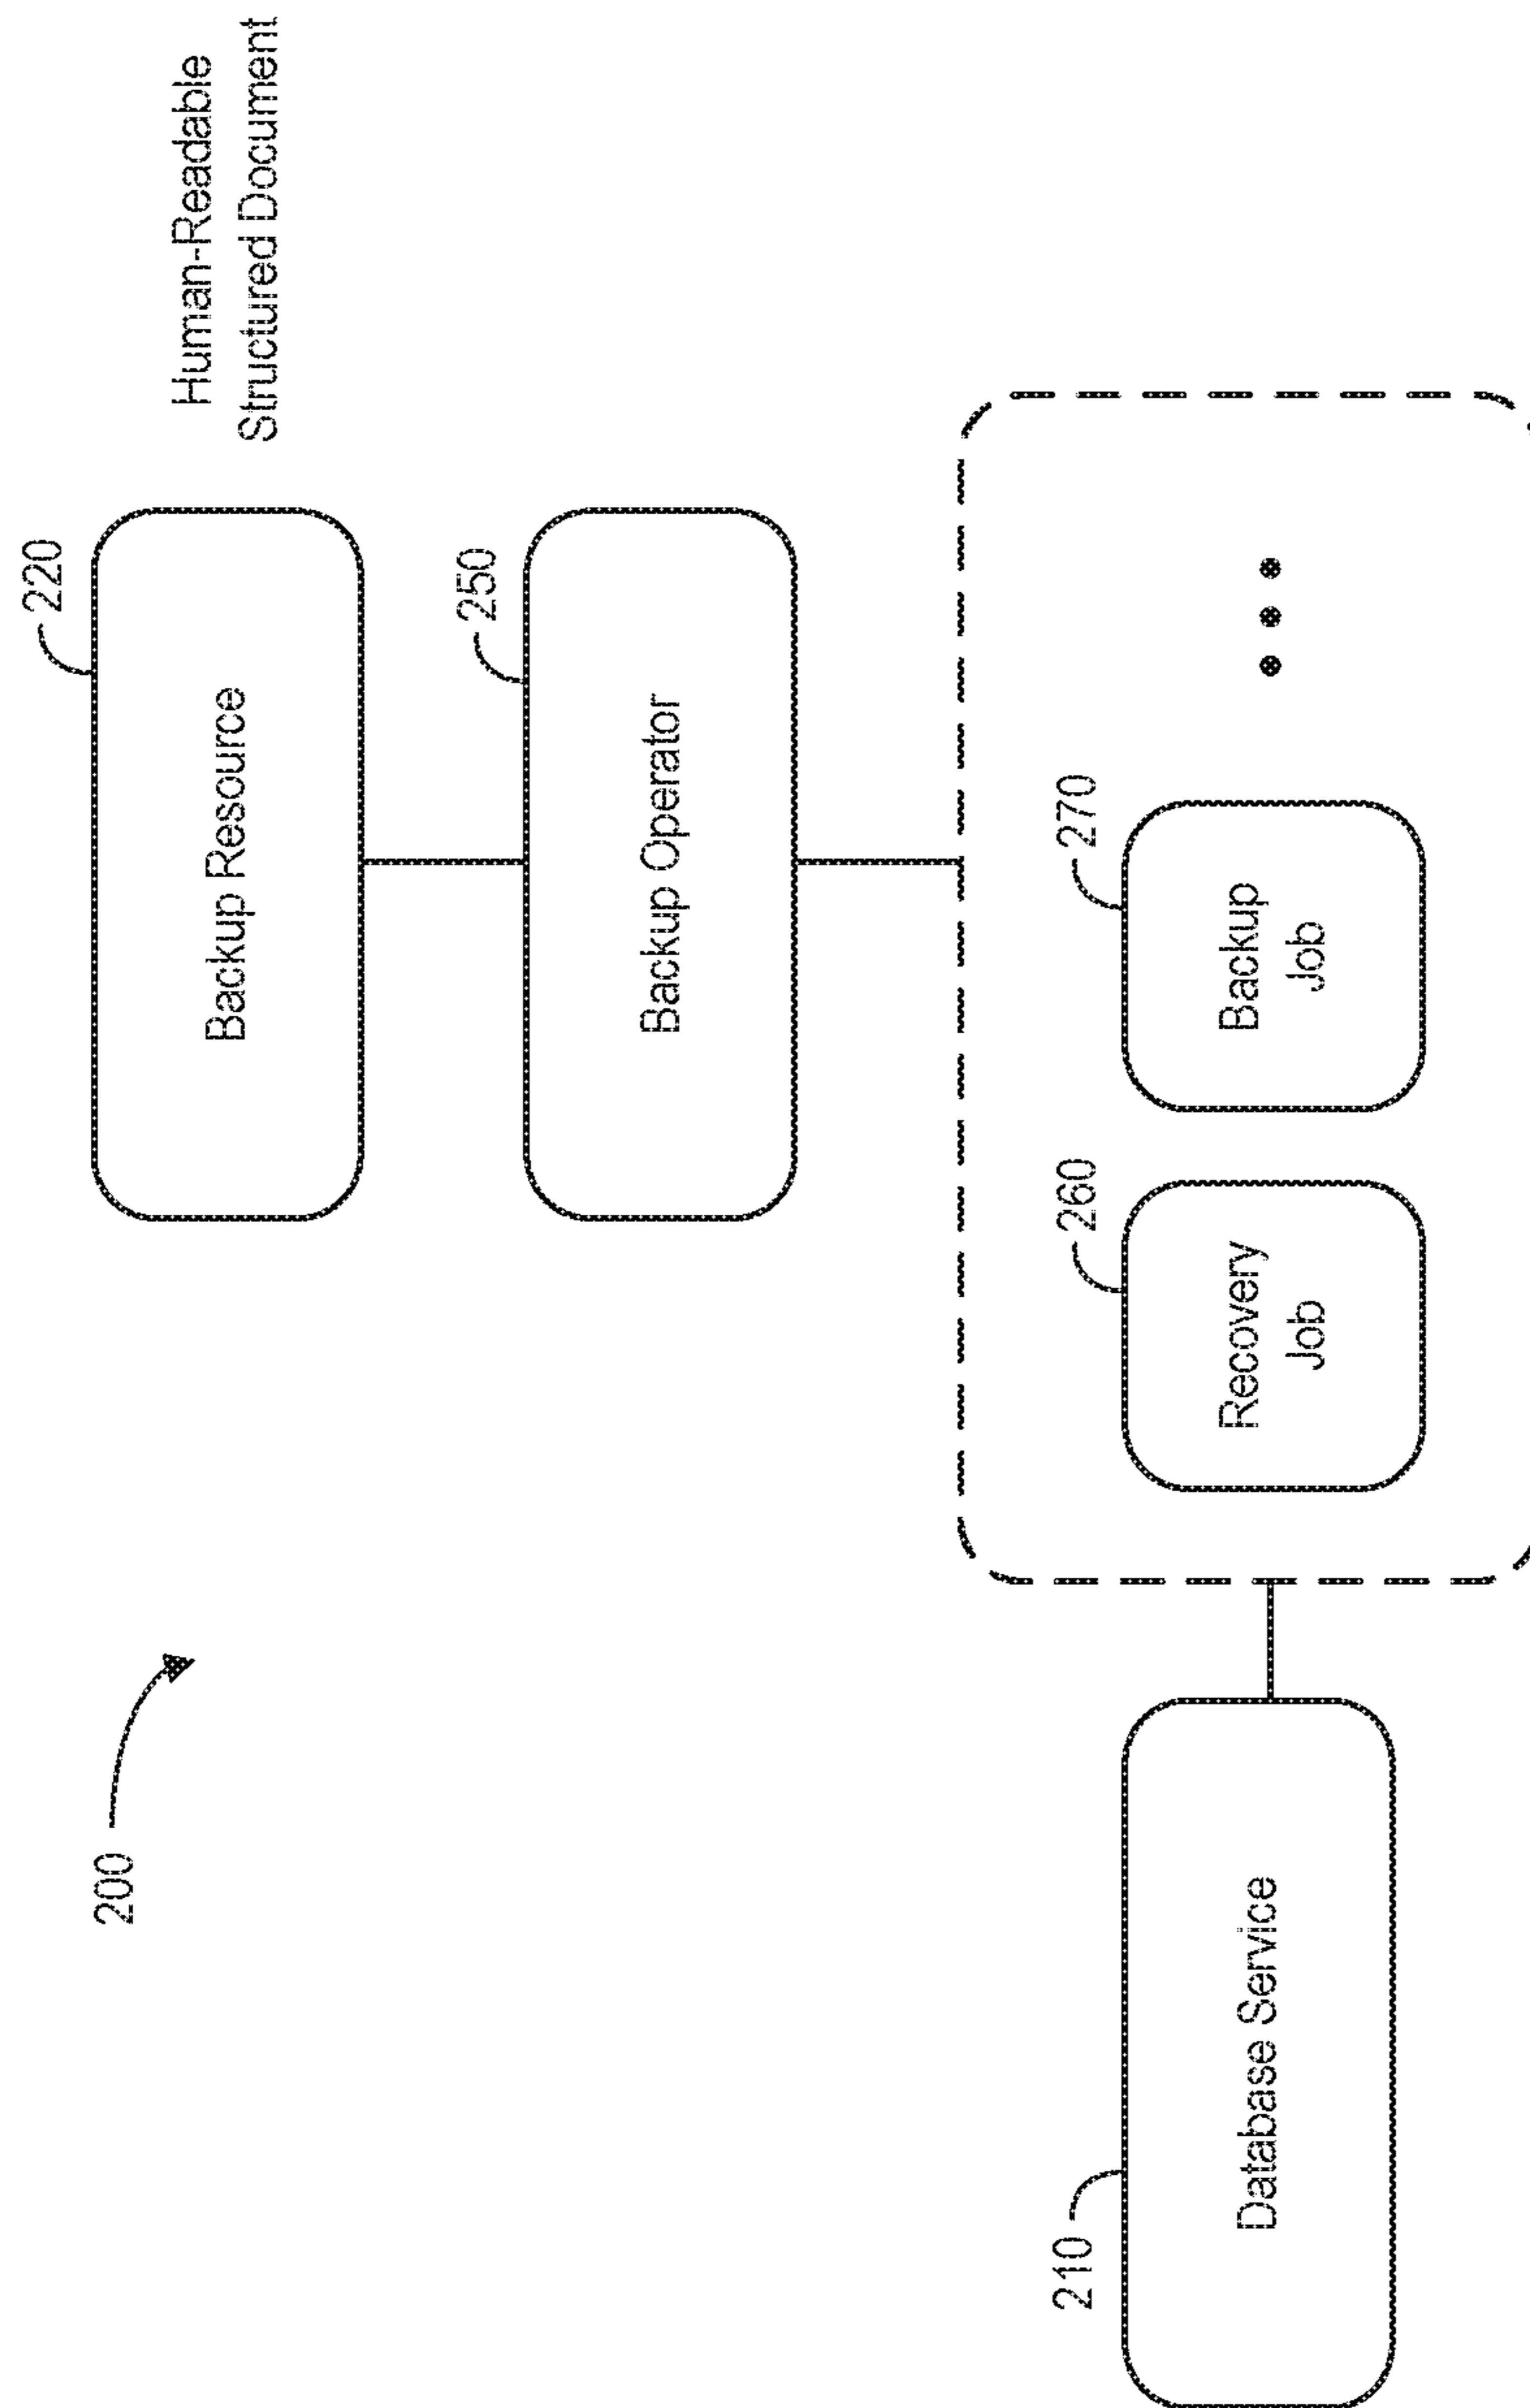 200
220
Backup Resource
Human-Readable
Structured Document
250
Backup Operator
210
Database Service
260
Recovery
Job
270
Backup
Job